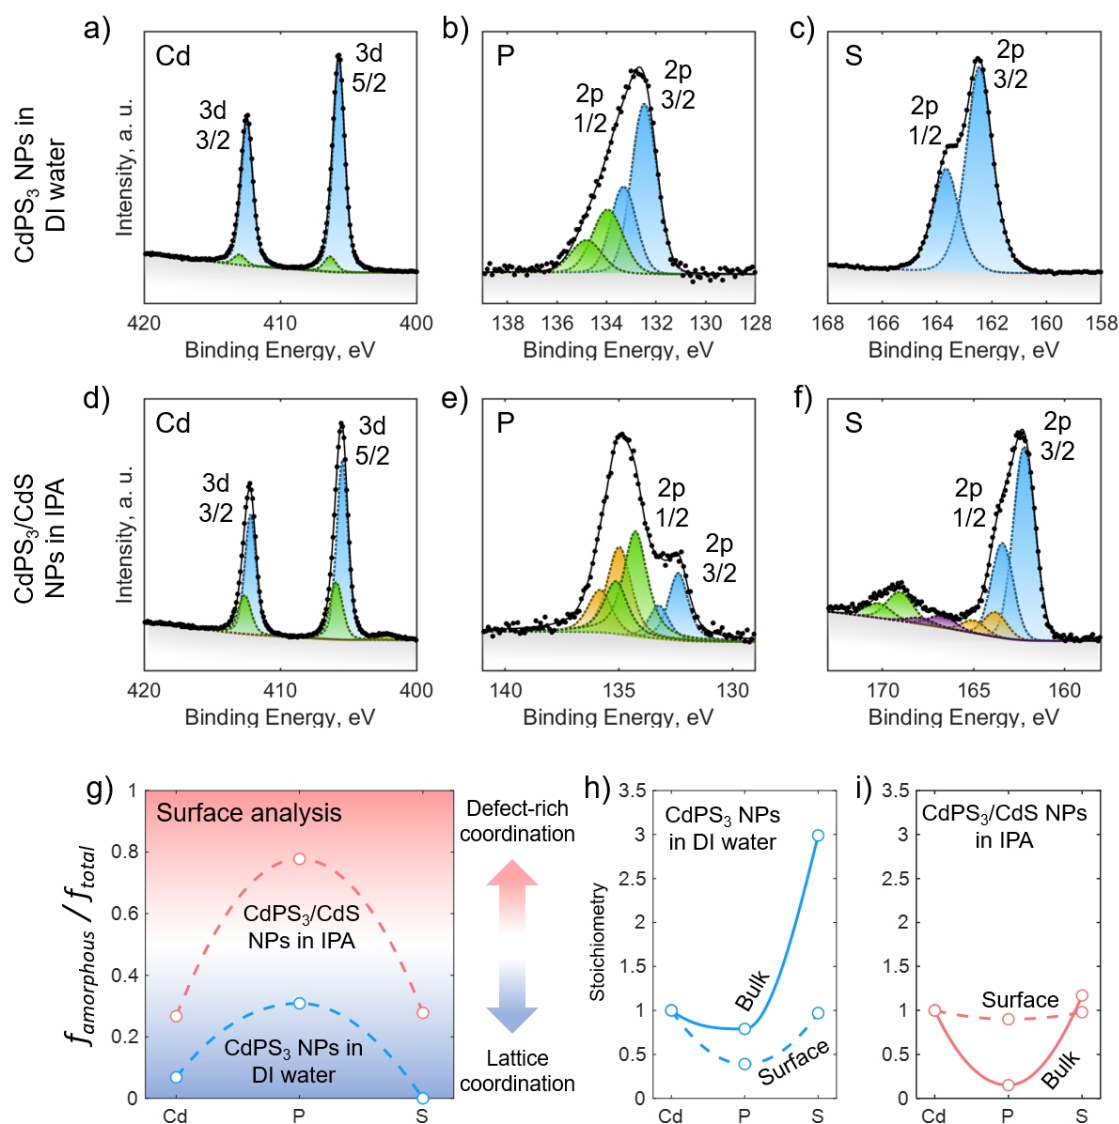 a)
Cd
3d
3/2
3d
5/2
CdPS₃ NPs in
DI water
Intensity, a. u.
420 410 400
Binding Energy, eV
b)
P
2p
1/2
2p
3/2
138 136 134 132 130 128
Binding Energy, eV
c)
S
2p
1/2
2p
3/2
168 166 164 162 160 158
Binding Energy, eV
d)
Cd
3d
3/2
3d
5/2
CdPS₃/CdS
NPs in IPA
Intensity, a. u.
420 410 400
Binding Energy, eV
e)
P
2p
1/2
2p
3/2
140 135 130
Binding Energy, eV
f)
S
2p
1/2
2p
3/2
170 165 160
Binding Energy, eV
g)
Surface analysis
f_amorphous / f_total
1
0.8
0.6
0.4
0.2
0
CdPS₃/CdS
NPs in IPA
CdPS₃ NPs in
DI water
Cd P S
Defect-rich
coordination
Lattice
coordination
h)
CdPS₃ NPs
in DI water
Stoichiometry
3.5
3
2.5
2
1.5
1
0.5
0
Bulk
Surface
Cd P S
i)
CdPS₃/CdS NPs
in IPA
3.5
3
2.5
2
1.5
1
0.5
0
Surface
Bulk
Cd P S